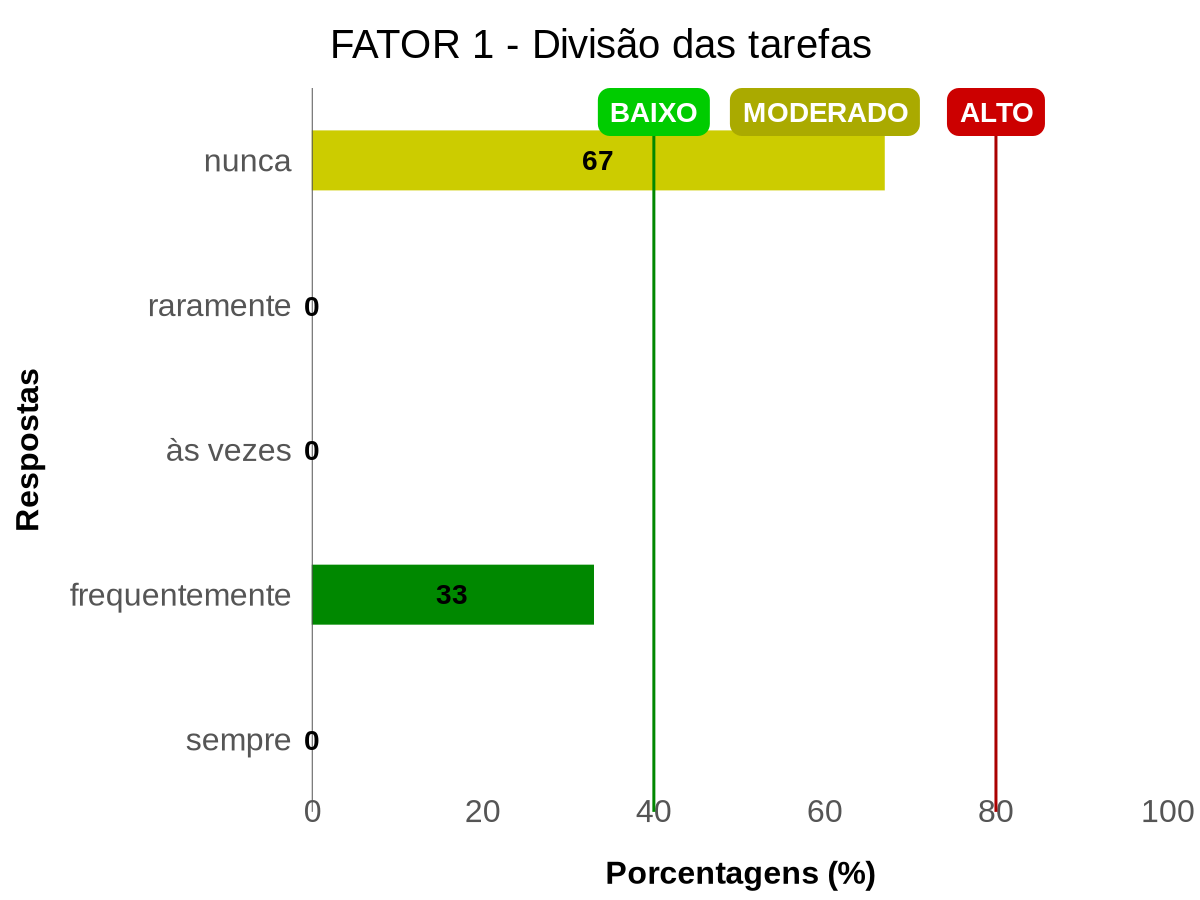 FATOR 1 - Divisão das tarefas
BAIXO MODERADO ALTO
nunca 67
raramente 0
às vezes 0
frequentemente 33
sempre 0
Respostas
0 20 40 60 80 100
Porcentagens (%)